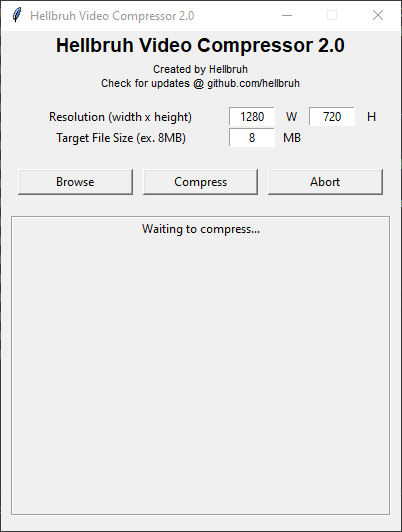 Hellbruh Video Compressor 2.0
Hellbruh Video Compressor 2.0
Created by Hellbruh
Check for updates @ github.com/hellbruh
Resolution (width x height) 1280 W 720 H
Target File Size (ex. 8MB) 8 MB
Browse Compress Abort
Waiting to compress...